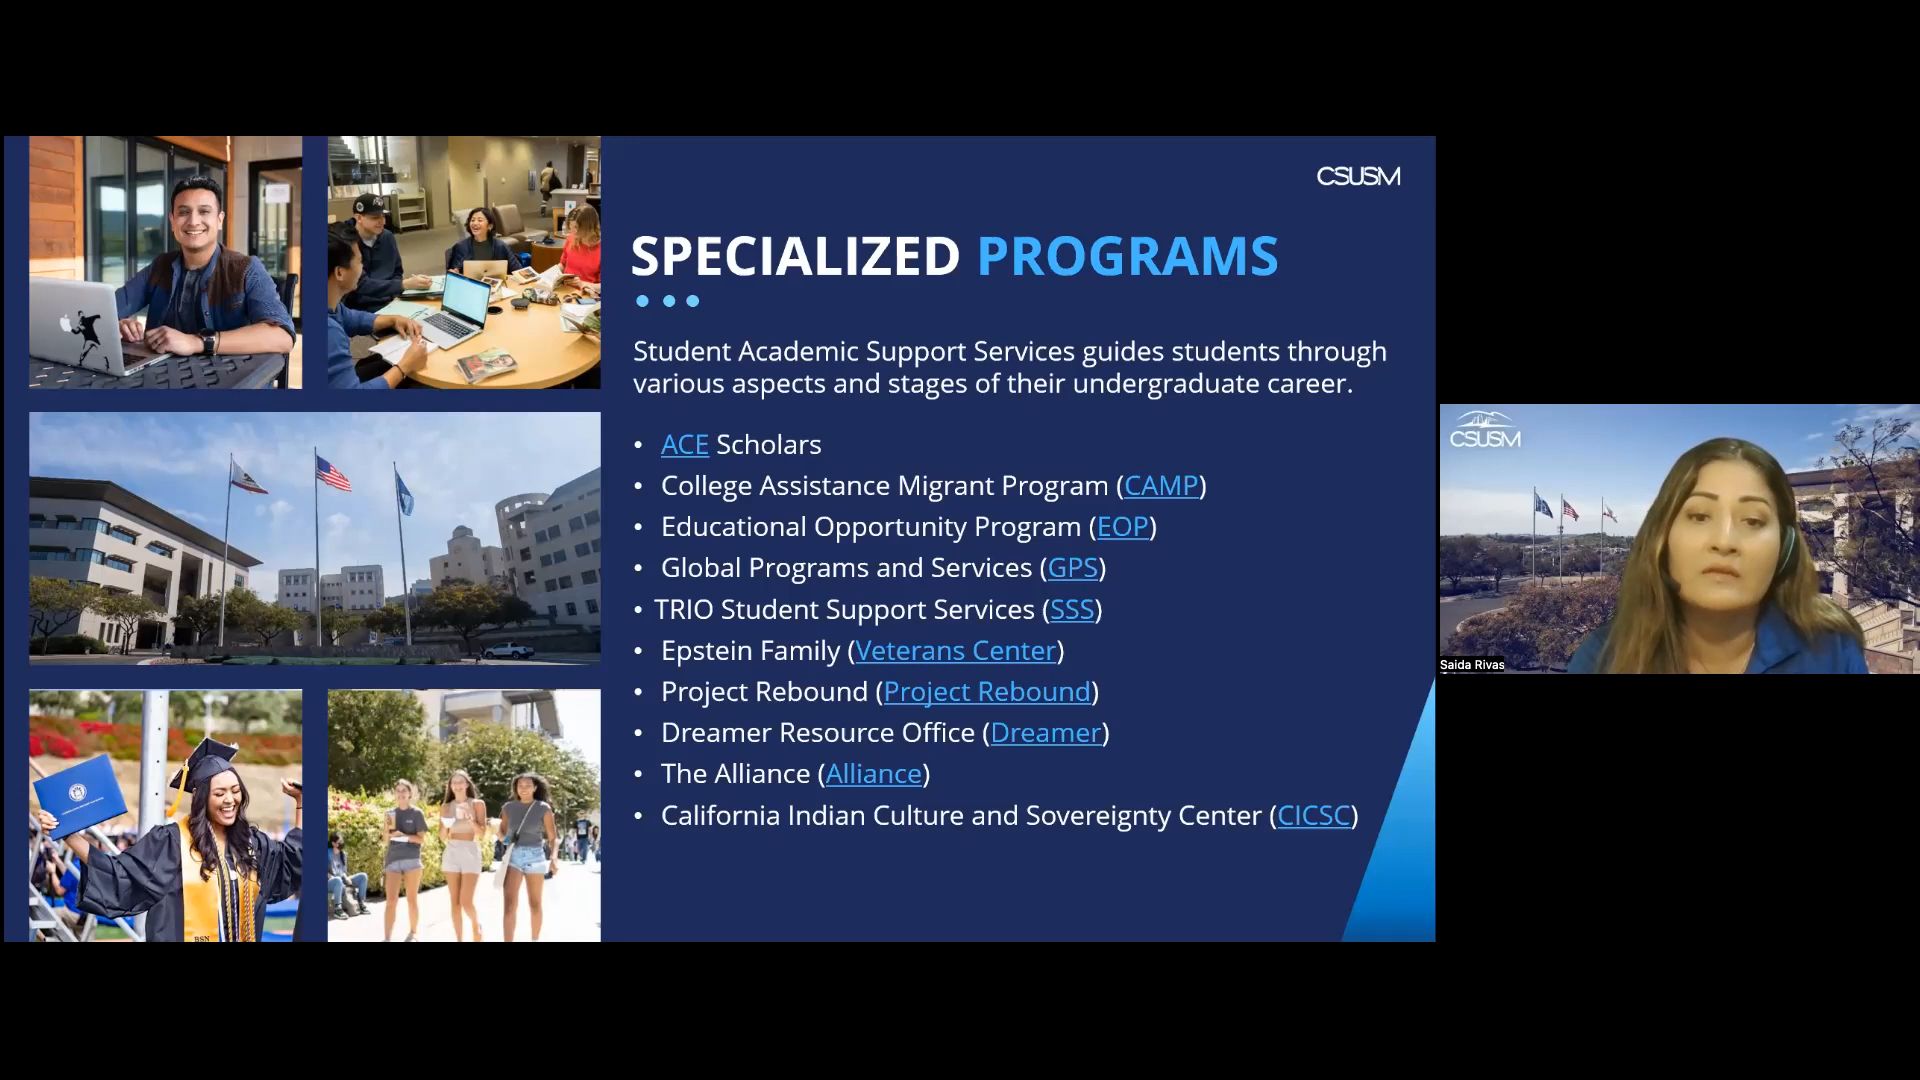 CSUSM
SPECIALIZED PROGRAMS
Student Academic Support Services guides students through
various aspects and stages of their undergraduate career.
• ACE Scholars
• College Assistance Migrant Program (CAMP)
• Educational Opportunity Program (EOP)
• Global Programs and Services (GPS)
• TRIO Student Support Services (SSS)
• Epstein Family (Veterans Center)
• Project Rebound (Project Rebound)
• Dreamer Resource Office (Dreamer)
• The Alliance (Alliance)
• California Indian Culture and Sovereignty Center (CICSC)
BSN
CSUSM
Saida Rivas